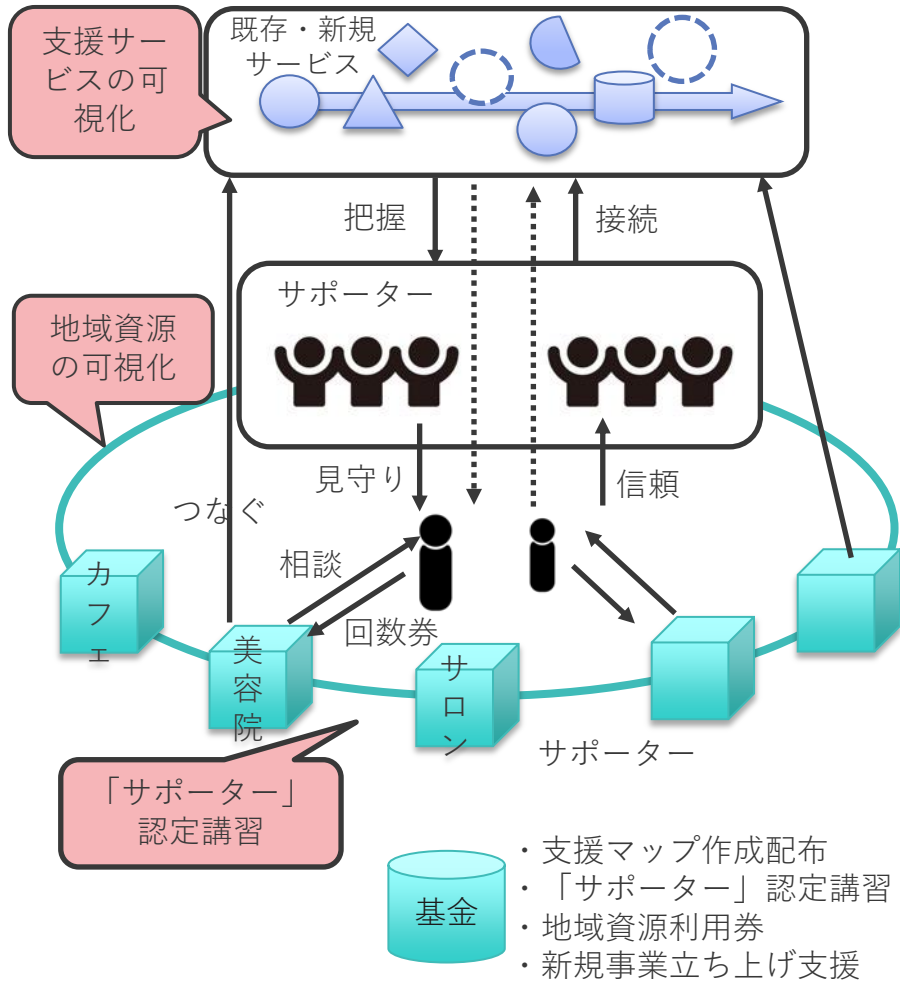 支援サー
ビスの可
視化
既存・新規
サービス
把握
接続
サポーター
地域資源
の可視化
見守り
信頼
つなぐ
相談
回数券
カフェ
美容院
サロン
サポーター
「サポーター」
認定講習
基金
・支援マップ作成配布
・「サポーター」認定講習
・地域資源利用券
・新規事業立ち上げ支援